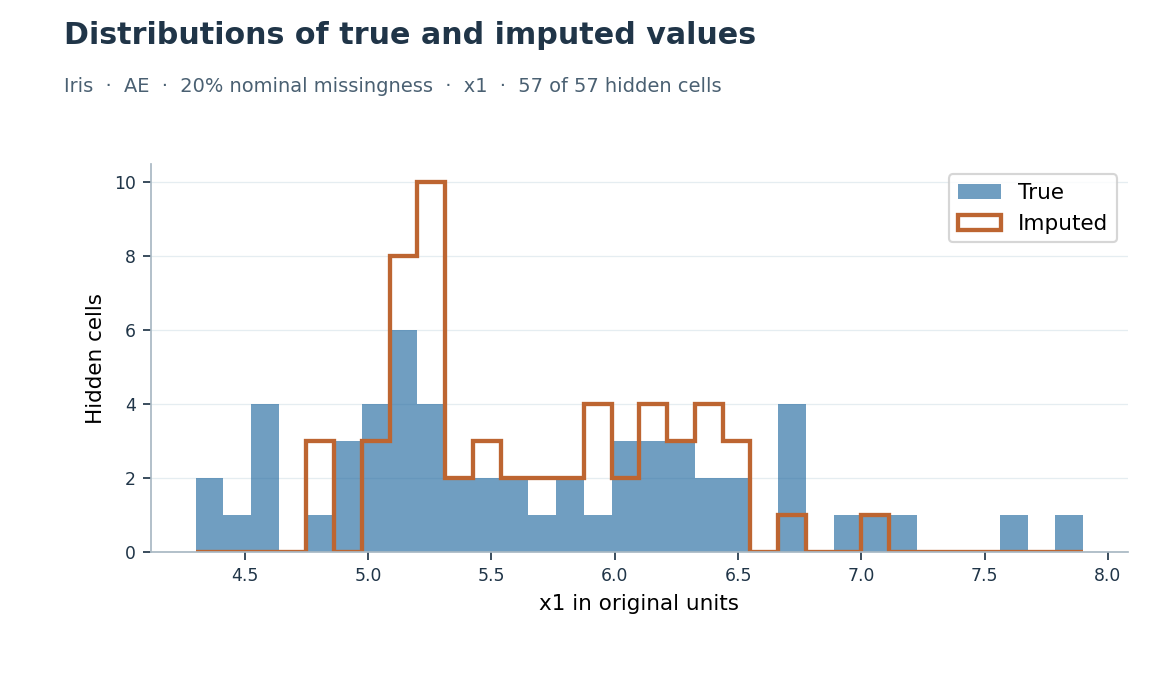 Distributions of true and imputed values
Iris · AE · 20% nominal missingness · x1 · 57 of 57 hidden cells
True
Imputed
Hidden cells
10
8
6
4
2
0
4.5 5.0 5.5 6.0 6.5 7.0 7.5 8.0
x1 in original units